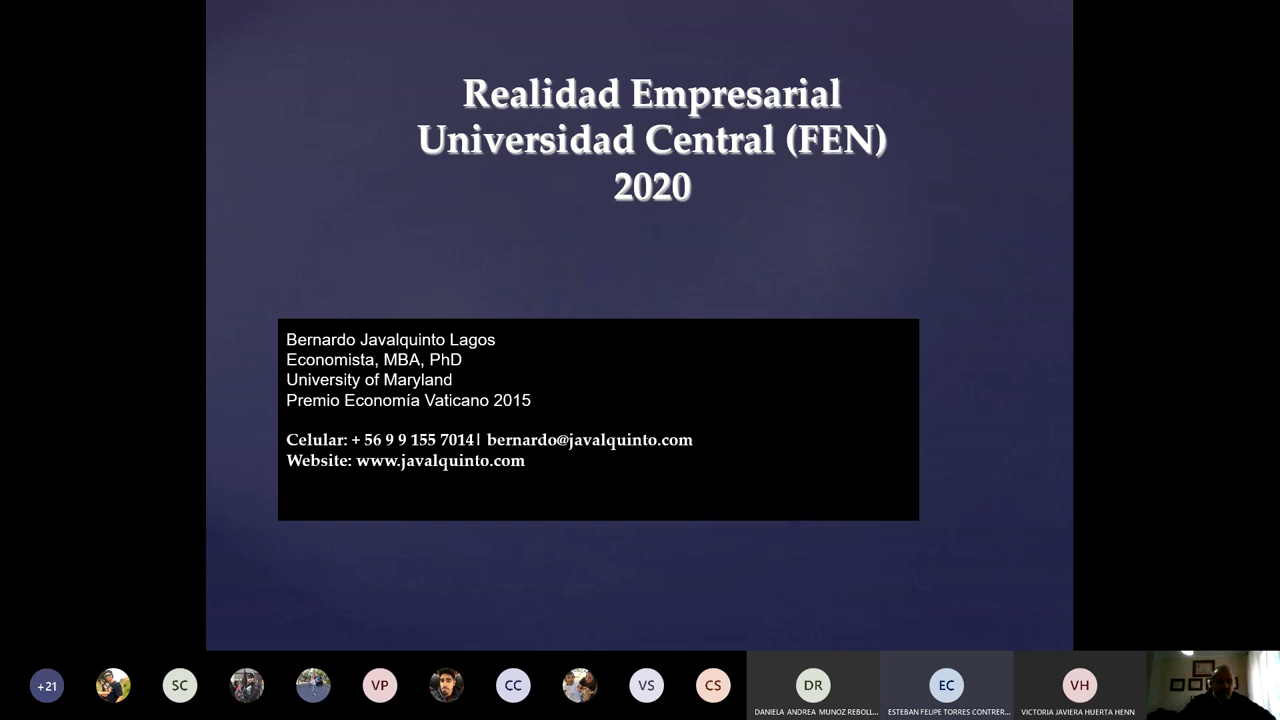 Realidad Empresarial
Universidad Central (FEN)
2020
Bernardo Javalquinto Lagos
Economista, MBA, PhD
University of Maryland
Premio Economía Vaticano 2015
Celular: + 56 9 9 155 7014| bernardo@javalquinto.com
Website: www.javalquinto.com
+21
SC
VP
CC
VS
CS
DR
EC
VH
DANIELA ANDREA MUNOZ REBOLL...
ESTEBAN FELIPE TORRES CONTRER...
VICTORIA JAVIERA HUERTA HENN